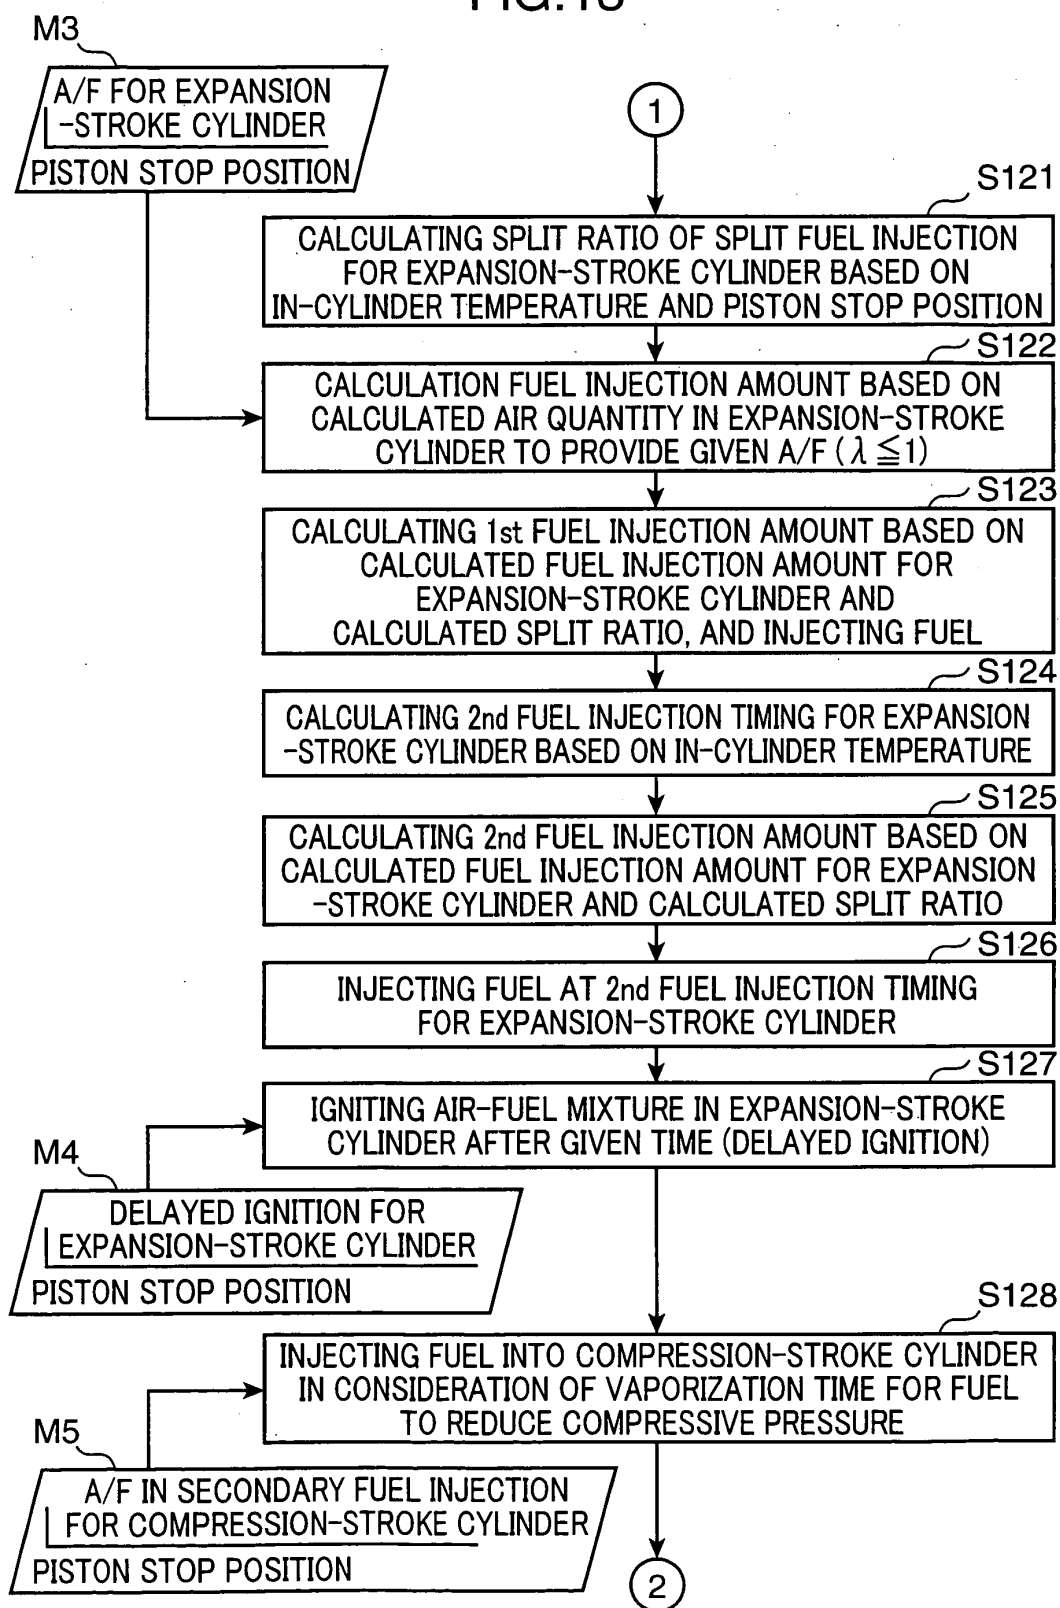 M3
A/F FOR EXPANSION
-STROKE CYLINDER
PISTON STOP POSITION
1
S121
CALCULATING SPLIT RATIO OF SPLIT FUEL INJECTION
FOR EXPANSION-STROKE CYLINDER BASED ON
IN-CYLINDER TEMPERATURE AND PISTON STOP POSITION
S122
CALCULATION FUEL INJECTION AMOUNT BASED ON
CALCULATED AIR QUANTITY IN EXPANSION-STROKE
CYLINDER TO PROVIDE GIVEN A/F (λ ≦1)
S123
CALCULATING 1st FUEL INJECTION AMOUNT BASED ON
CALCULATED FUEL INJECTION AMOUNT FOR
EXPANSION-STROKE CYLINDER AND
CALCULATED SPLIT RATIO, AND INJECTING FUEL
S124
CALCULATING 2nd FUEL INJECTION TIMING FOR EXPANSION
-STROKE CYLINDER BASED ON IN-CYLINDER TEMPERATURE
S125
CALCULATING 2nd FUEL INJECTION AMOUNT BASED ON
CALCULATED FUEL INJECTION AMOUNT FOR EXPANSION
-STROKE CYLINDER AND CALCULATED SPLIT RATIO
S126
INJECTING FUEL AT 2nd FUEL INJECTION TIMING
FOR EXPANSION-STROKE CYLINDER
S127
IGNITING AIR-FUEL MIXTURE IN EXPANSION-STROKE
CYLINDER AFTER GIVEN TIME (DELAYED IGNITION)
M4
DELAYED IGNITION FOR
EXPANSION-STROKE CYLINDER
PISTON STOP POSITION
S128
INJECTING FUEL INTO COMPRESSION-STROKE CYLINDER
IN CONSIDERATION OF VAPORIZATION TIME FOR FUEL
TO REDUCE COMPRESSIVE PRESSURE
M5
A/F IN SECONDARY FUEL INJECTION
FOR COMPRESSION-STROKE CYLINDER
PISTON STOP POSITION
2